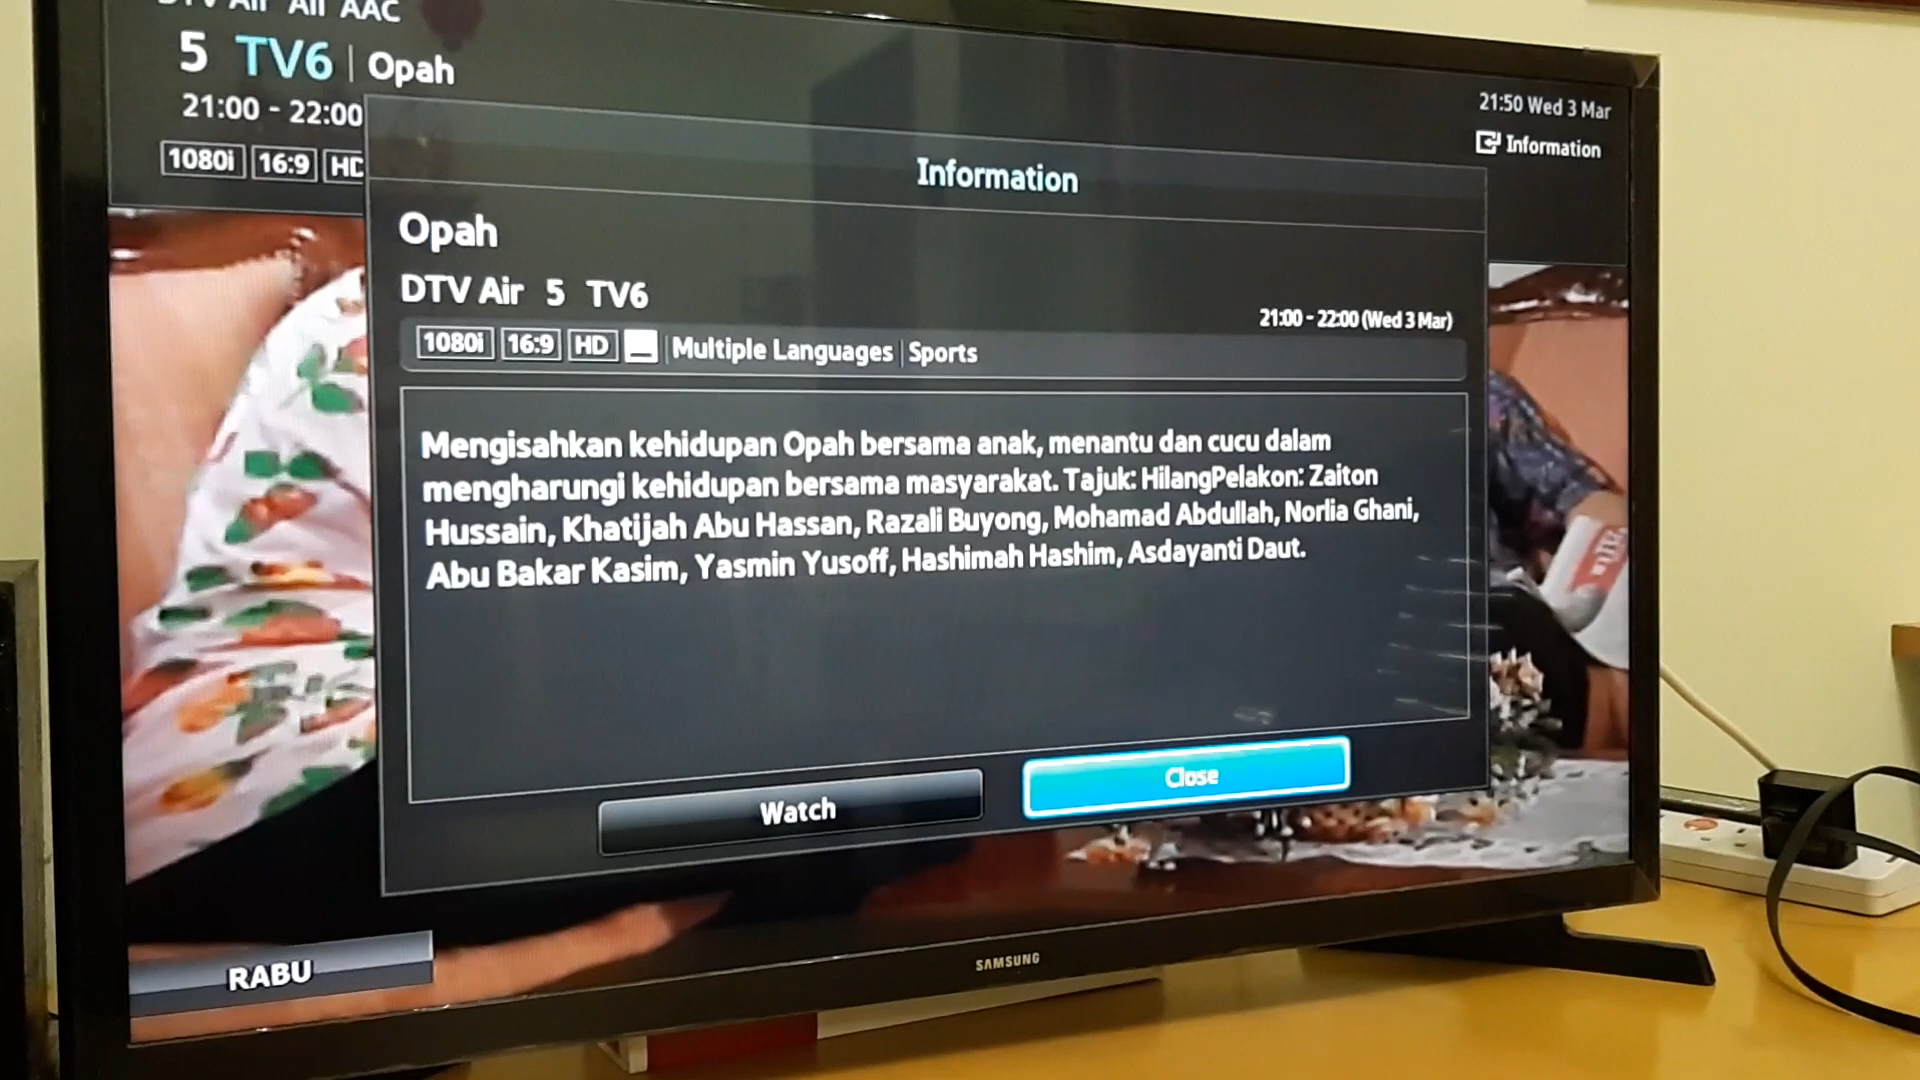 DTV Air All AAC
5 TV6 | Opah
21:00 - 22:00
1080i 16:9 HD
21:50 Wed 3 Mar
Information
Information
Opah
DTV Air 5 TV6
21:00 - 22:00 (Wed 3 Mar)
1080i 16:9 HD | Multiple Languages | Sports
Mengisahkan kehidupan Opah bersama anak, menantu dan cucu dalam
mengharungi kehidupan bersama masyarakat. Tajuk: HilangPelakon: Zaiton
Hussain, Khatijah Abu Hassan, Razali Buyong, Mohamad Abdullah, Norlia Ghani,
Abu Bakar Kasim, Yasmin Yusoff, Hashimah Hashim, Asdayanti Daut.
Watch
Close
RABU
SAMSUNG